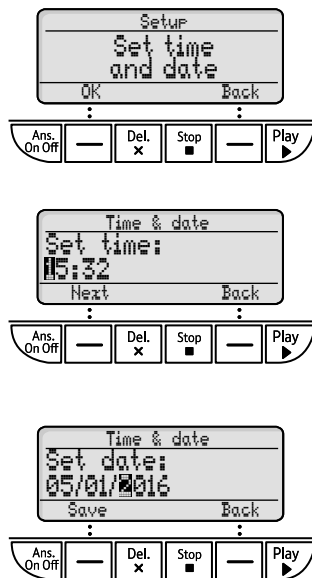 Setup
Set time
and date
OK Back
Ans.
On Off Del. Stop Play
Time & date
Set time:
15:32
Next Back
Ans.
On Off Del. Stop Play
Time & date
Set date:
05/01/2016
Save Back
Ans.
On Off Del. Stop Play